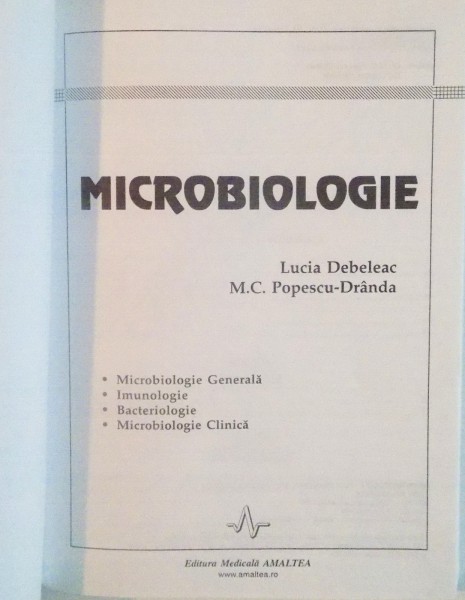 MICROBIOLOGIE
Lucia Debeleac
M.C. Popescu-Drânda
• Microbiologie Generală
• Imunologie
• Bacteriologie
• Microbiologie Clinică
Editura Medicală AMALTEA
www.amaltea.ro